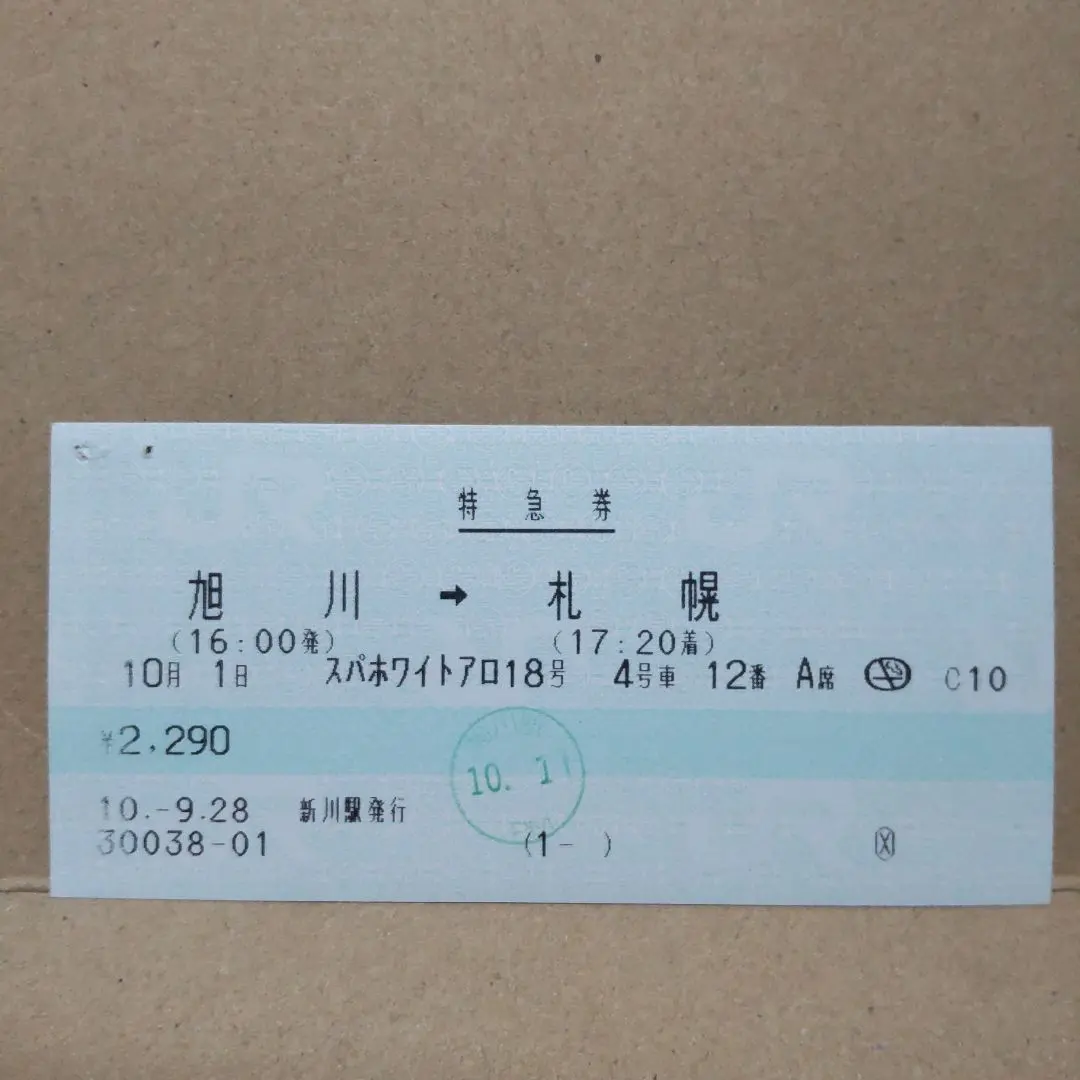 特急券
旭川 → 札幌
(16:00発) (17:20着)
10月 1日 スパホワイトアロ18号 4号車 12番 A席 C10
¥2,290
10. 1
10.-9.28 新川駅発行
30038-01 (1- ) Ⓧ
JR JR